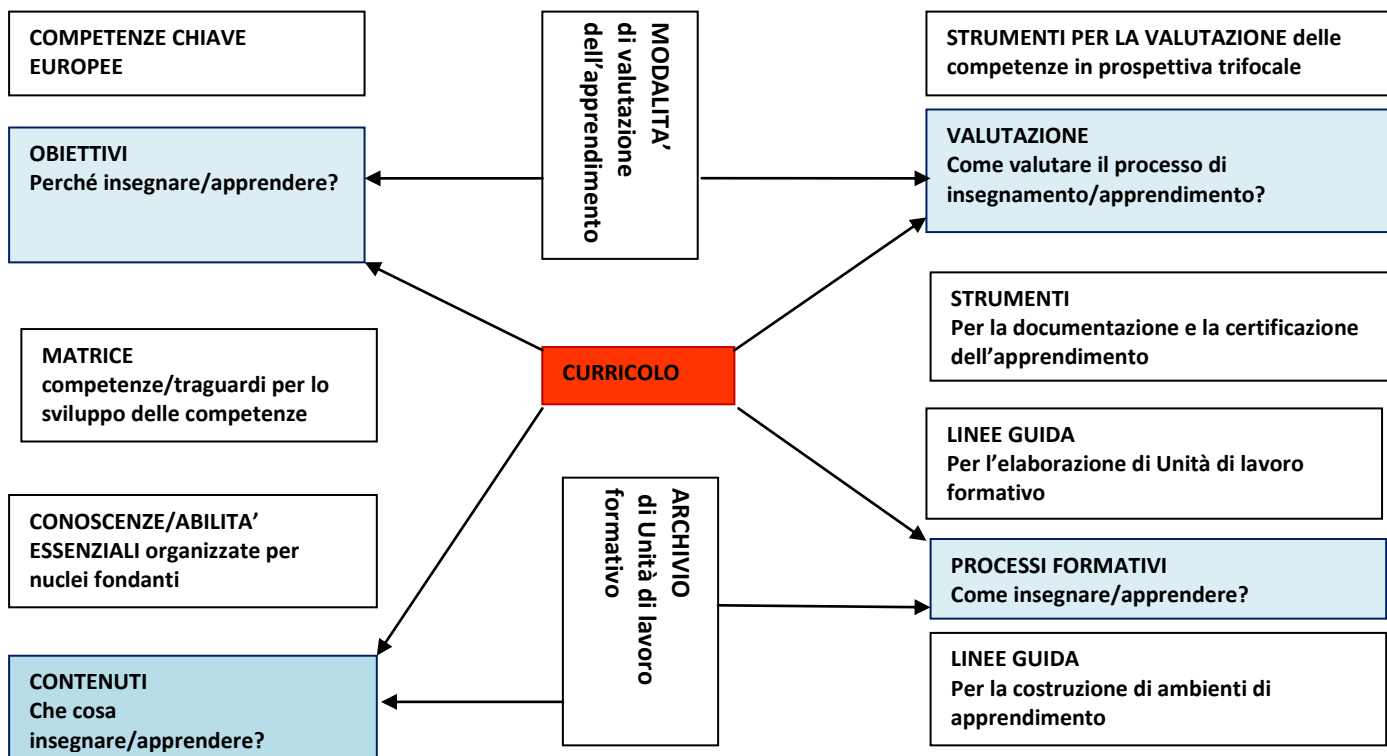 COMPETENZE CHIAVE
EUROPEE
OBIETTIVI
Perché insegnare/apprendere?
MATRICE
competenze/traguardi per lo
sviluppo delle competenze
CONOSCENZE/ABILITA’
ESSENZIALI organizzate per
nuclei fondanti
CONTENUTI
Che cosa
insegnare/apprendere?
MODALITA’
di valutazione
dell’apprendimento
CURRICOLO
ARCHIVIO
di Unità di lavoro
formativo
STRUMENTI PER LA VALUTAZIONE delle
competenze in prospettiva trifocale
VALUTAZIONE
Come valutare il processo di
insegnamento/apprendimento?
STRUMENTI
Per la documentazione e la certificazione
dell’apprendimento
LINEE GUIDA
Per l’elaborazione di Unità di lavoro
formativo
PROCESSI FORMATIVI
Come insegnare/apprendere?
LINEE GUIDA
Per la costruzione di ambienti di
apprendimento